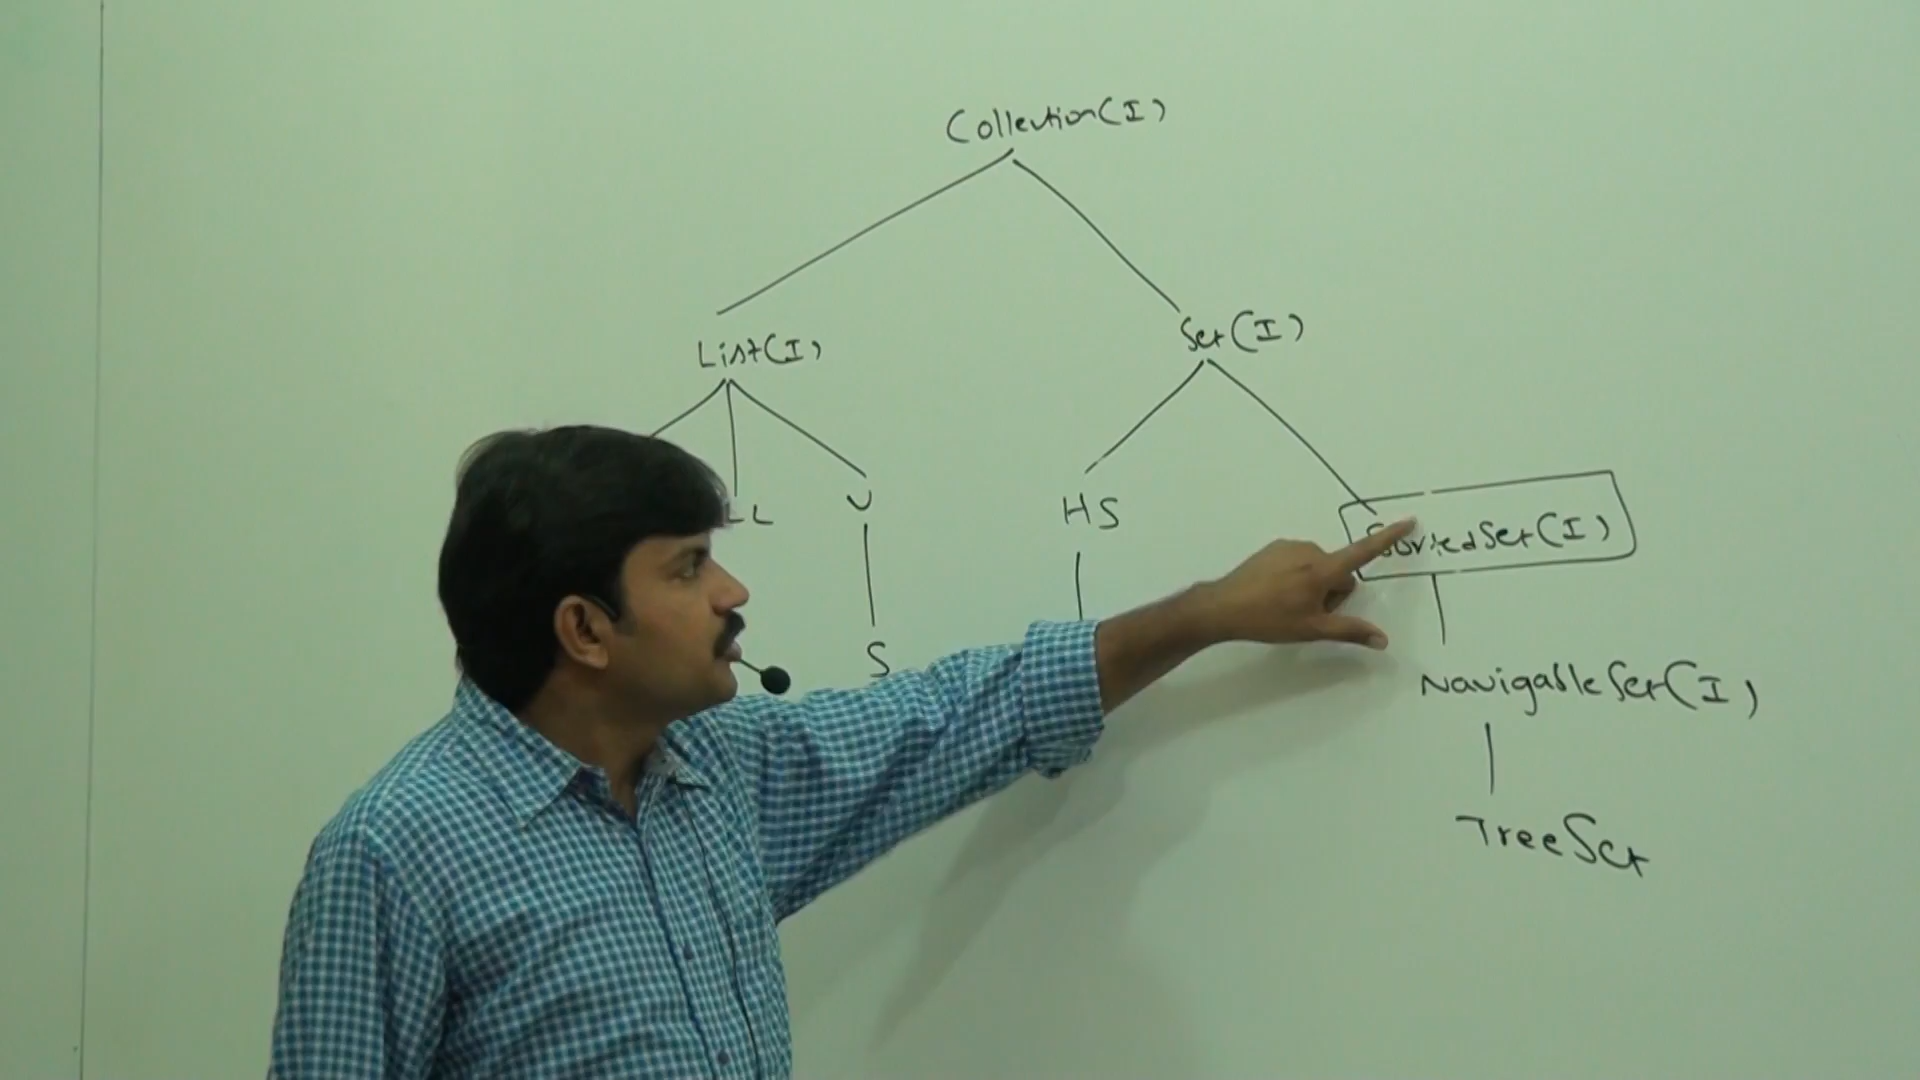 Collection(I)
List(I)
Set(I)
LL
V
HS
SortedSet(I)
S
NavigableSet(I)
TreeSet